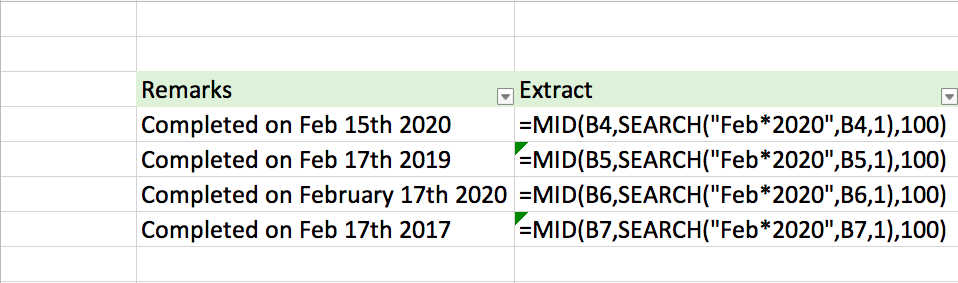 Remarks Extract
Completed on Feb 15th 2020 =MID(B4,SEARCH("Feb*2020",B4,1),100)
Completed on Feb 17th 2019 =MID(B5,SEARCH("Feb*2020",B5,1),100)
Completed on February 17th 2020 =MID(B6,SEARCH("Feb*2020",B6,1),100)
Completed on Feb 17th 2017 =MID(B7,SEARCH("Feb*2020",B7,1),100)